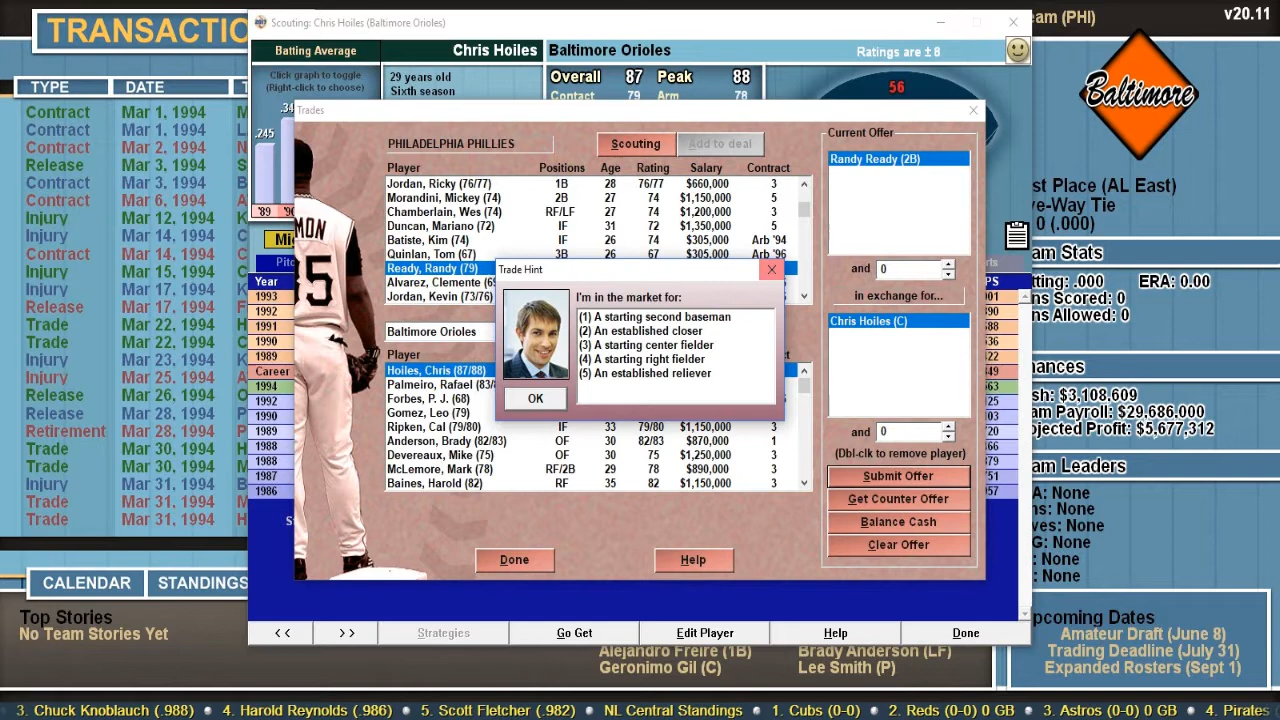 TRANSACTIO
Scouting: Chris Hoiles (Baltimore Orioles)
eam (PHI)
v20.11
Batting Average
Chris Hoiles
Baltimore Orioles
Ratings are ± 8
Click graph to toggle
(Right-click to choose)
29 years old
Sixth season
Overall 87 Peak 88
Contact 79 Arm 78
56
.34
.245
'89 '90
TYPE DATE
Contract Mar 1, 1994
Contract Mar 1, 1994
Contract Mar 2, 1994
Release Mar 3, 1994
Contract Mar 3, 1994
Contract Mar 6, 1994
Injury Mar 12, 1994
Injury Mar 14, 1994
Contract Mar 14, 1994
Injury Mar 15, 1994
Injury Mar 17, 1994
Release Mar 17, 1994
Trade Mar 22, 1994
Trade Mar 22, 1994
Injury Mar 23, 1994
Injury Mar 25, 1994
Release Mar 26, 1994
Injury Mar 28, 1994
Retirement Mar 28, 1994
Trade Mar 30, 1994
Trade Mar 30, 1994
Injury Mar 31, 1994
Trade Mar 31, 1994
Trade Mar 31, 1994
Year
1993
1992
1991
1990
1989
Career
1994
1992
1990
1989
1988
1988
1987
1986
Trades
MON
35
PHILADELPHIA PHILLIES
Scouting
Add to deal
Player Positions Age Rating Salary Contract
Jordan, Ricky (76/77) 1B 28 76/77 $660,000 3
Morandini, Mickey (74) 2B 27 74 $1,150,000 5
Chamberlain, Wes (74) RF/LF 27 74 $1,200,000 3
Duncan, Mariano (72) IF 31 72 $1,350,000 5
Batiste, Kim (74) IF 26 74 $305,000 Arb '94
Quinlan, Tom (67) 3B 26 67 $305,000 Arb '96
Ready, Randy (79)
Alvarez, Clemente (6
Jordan, Kevin (73/76)
Baltimore Orioles
Player
Hoiles, Chris (87/88)
Palmeiro, Rafael (83/8
Forbes, P. J. (68)
Gomez, Leo (79)
Ripken, Cal (79/80) IF 33 79/80 $1,150,000 3
Anderson, Brady (82/83) OF 30 82/83 $870,000 1
Devereaux, Mike (75) OF 30 75 $1,250,000 3
McLemore, Mark (78) RF/2B 29 78 $890,000 3
Baines, Harold (82) RF 35 82 $1,150,000 3
Done
Help
Trade Hint
I'm in the market for:
(1) A starting second baseman
(2) An established closer
(3) A starting center fielder
(4) A starting right fielder
(5) An established reliever
OK
Current Offer
Randy Ready (2B)
and 0
in exchange for...
Chris Hoiles (C)
and 0
(Dbl-clk to remove player)
Submit Offer
Get Counter Offer
Balance Cash
Clear Offer
Baltimore
st Place (AL East)
ve-Way Tie
0 (.000)
am Stats
tting: .000 ERA: 0.00
ns Scored: 0
ns Allowed: 0
nances
sh: $3,108,609
am Payroll: $29,686,000
ojected Profit: $5,677,312
am Leaders
A: None
ns: None
ves: None
G: None
: None
: None
CALENDAR
STANDINGS
Top Stories
No Team Stories Yet
<<
>>
Strategies
Go Get
Edit Player
Help
Done
Alejandro Freire (1B)
Geronimo Gil (C)
Brady Anderson (LF)
Lee Smith (P)
pcoming Dates
Amateur Draft (June 8)
Trading Deadline (July 31)
Expanded Rosters (Sept 1)
3. Chuck Knoblauch (.988) 4. Harold Reynolds (.986) 5. Scott Fletcher (.982) NL Central Standings 1. Cubs (0-0) 2. Reds (0-0) 0 GB 3. Astros (0-0) 0 GB 4. Pirates